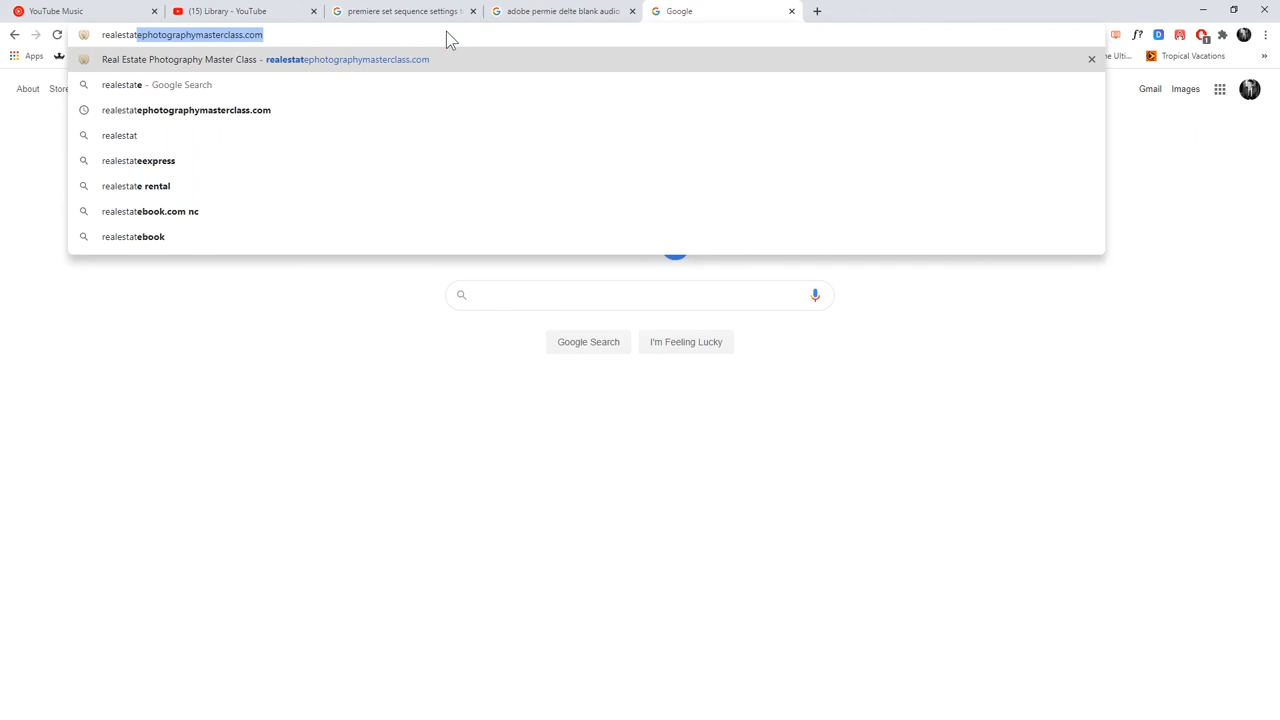 YouTube Music
(15) Library - YouTube
premiere set sequence settings t
adobe permie delte blank audio
Google
realestatephotographymasterclass.com
Real Estate Photography Master Class - realestatephotographymasterclass.com
realestate - Google Search
realestatephotographymasterclass.com
realestat
realestateexpress
realestate rental
realestatebook.com nc
realestatebook
Apps
he Ulti...
Tropical Vacations
About
Store
Gmail
Images
Google Search
I'm Feeling Lucky